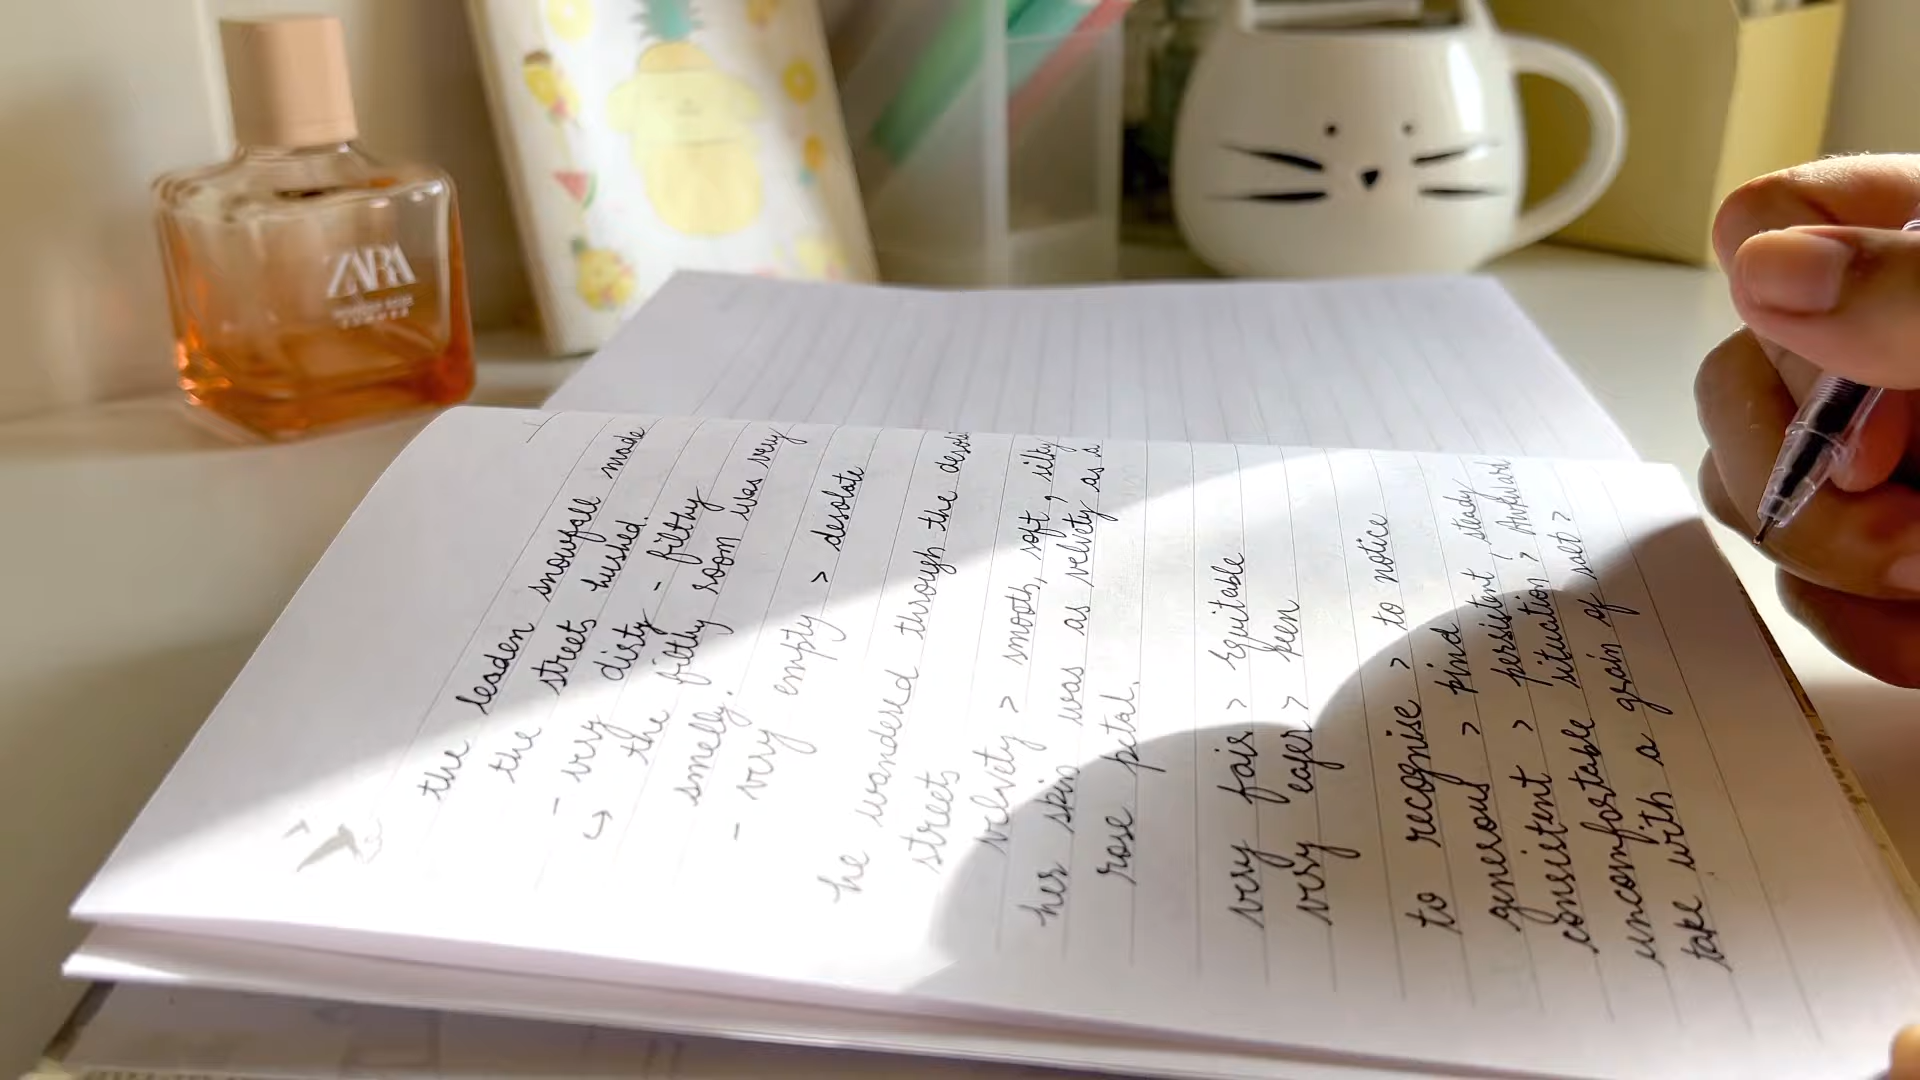 ZARA
the leaden snowfall made
the streets hushed.
- very dirty - filthy
↳ the filthy room was very
smelly.
- very empty > desolate
he wandered through the desol
streets
velvety > smooth, soft, silky
her skin was as velvety as a
rose petal.
very fair > equitable
very eager > keen
to recognise > to notice
generous > kind
consistent > persistent, steady
uncomfortable situation > Awkward
take with a grain of salt >